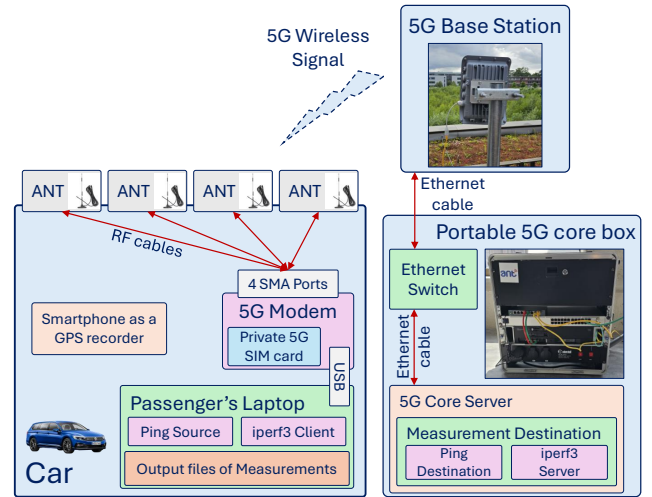 5G Wireless
Signal
5G Base Station
ANT
ANT
ANT
ANT
RF cables
Ethernet
cable
Portable 5G core box
4 SMA Ports
5G Modem
Private 5G
SIM card
Smartphone as a
GPS recorder
USB
Passenger's Laptop
Ping Source
iperf3 Client
Output files of Measurements
Car
Ethernet
Switch
ant
Ethernet
cable
5G Core Server
Measurement Destination
Ping
Destination
iperf3
Server